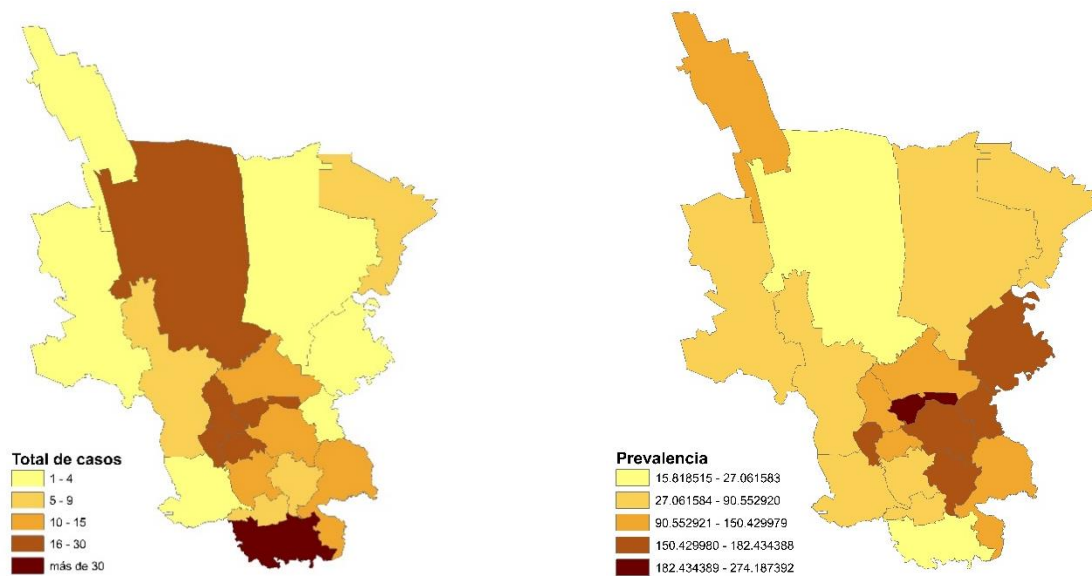 Total de casos
1 - 4
5 - 9
10 - 15
16 - 30
más de 30
Prevalencia
15.818515 - 27.061583
27.061584 - 90.552920
90.552921 - 150.429979
150.429980 - 182.434388
182.434389 - 274.187392